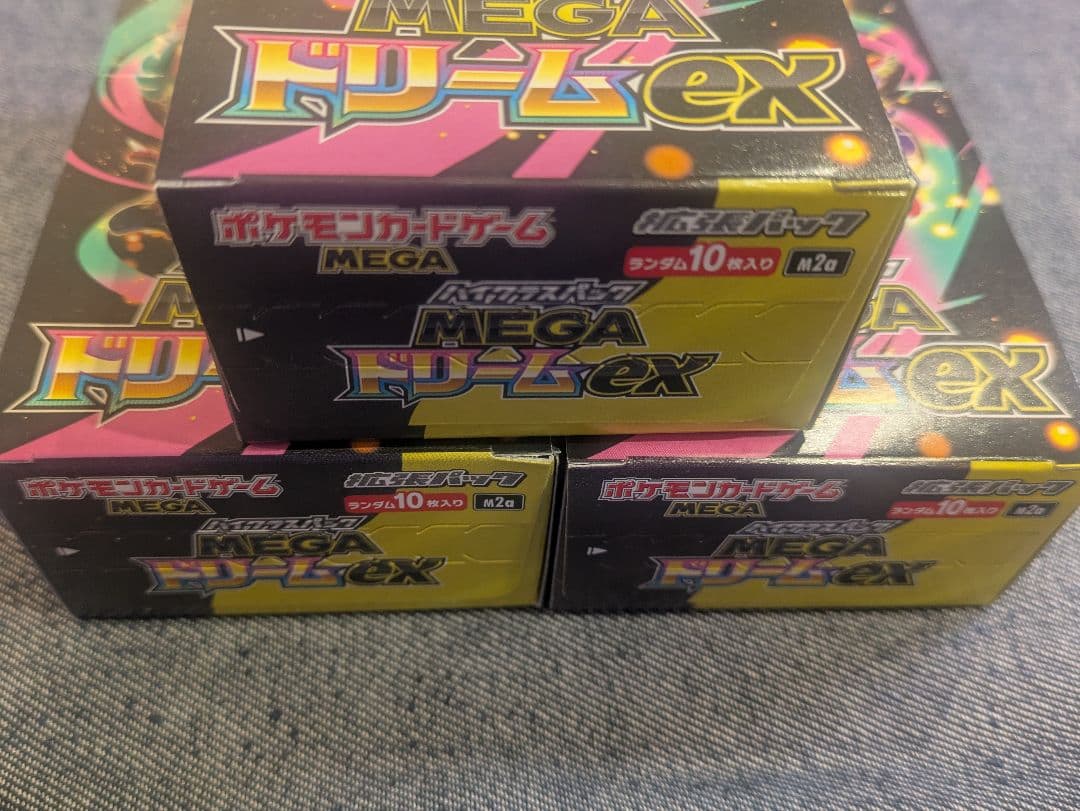 MEGA
ドリームex
ポケモンカードゲーム
MEGA
拡張パック
ランダム10枚入り M2a
ハイクラスパック
MEGA
ドリームex
ドリ
ex
ポケモンカードゲーム
MEGA
拡張パック
ランダム10枚入り M2a
ハイクラスパック
MEGA
ドリームex
ポケモンカードゲーム
MEGA
拡張パック
ランダム10枚入り M2a
ハイクラスパック
MEGA
ドリームex